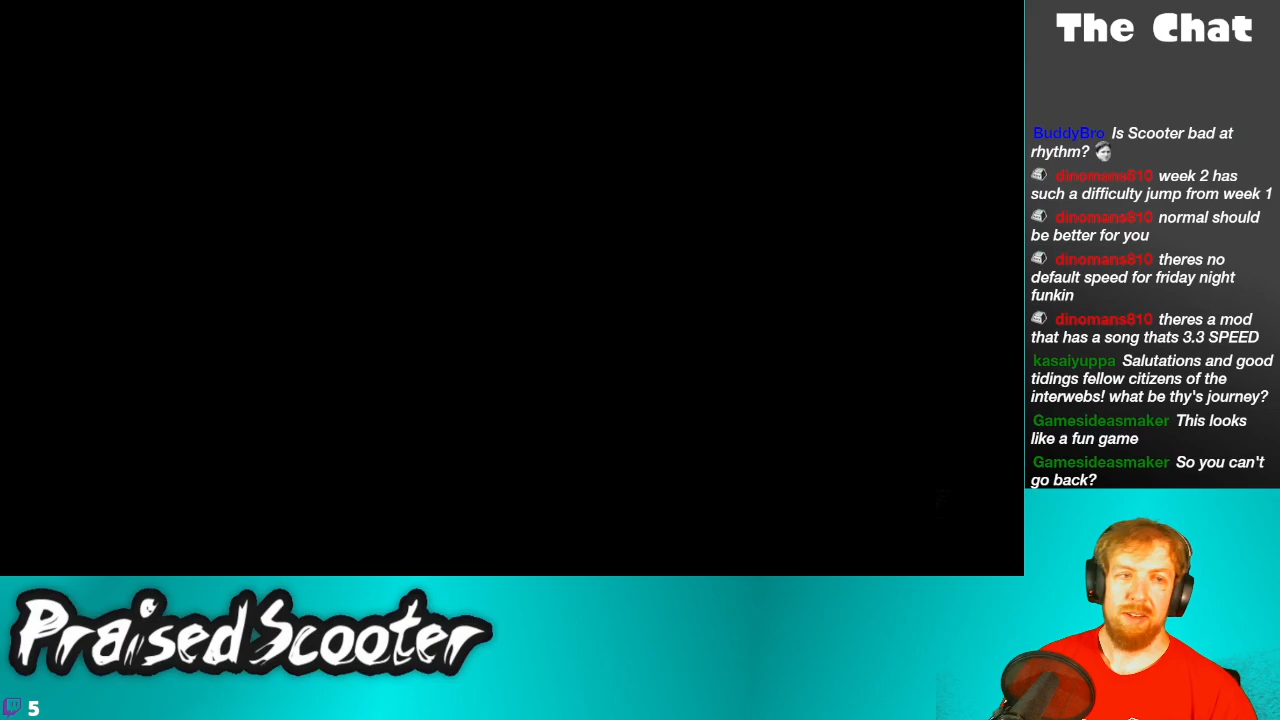 The Chat
BuddyBro Is Scooter bad at
rhythm?
dinomans810 week 2 has
such a difficulty jump from week 1
dinomans810 normal should
be better for you
dinomans810 theres no
default speed for friday night
funkin
dinomans810 theres a mod
that has a song thats 3.3 SPEED
kasaiyuppa Salutations and good
tidings fellow citizens of the
interwebs! what be thy's journey?
Gamesideasmaker This looks
like a fun game
Gamesideasmaker So you can't
go back?
PraisedScooter
5